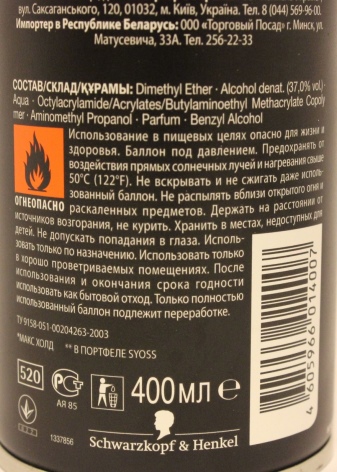 вул. Саксаганського, 120, 01032, м. Київ, Україна. Тел. 8 (044) 569-96-00.
Импортер в Республике Беларусь: ООО "Торговый Посад" г. Минск, ул.
Матусевича, 33А. Тел. 256-22-33
СОСТАВ/СКЛАД/ҚҰРАМЫ: Dimethyl Ether · Alcohol denat. (37,0% vol.) ·
Aqua · Octylacrylamide/Acrylates/Butylaminoethyl Methacrylate Copoly
mer · Aminomethyl Propanol · Parfum · Benzyl Alcohol
Использование в пищевых целях опасно для жизни и
здоровья. Баллон под давлением. Предохранять от
воздействия прямых солнечных лучей и нагревания свыше
50°C (122°F). Не вскрывать и не сжигать даже исполь-
зованный баллон. Не распылять вблизи открытого огня и
ОГНЕОПАСНО раскаленных предметов. Держать на расстоянии от
источников возгорания, не курить. Хранить в местах, недоступных для
детей. Не допускать попадания в глаза. Исполь-
зовать только по назначению. Использовать только
в хорошо проветриваемых помещениях. После
использования и окончания срока годности
использовать как бытовой отход. Только полностью
использованный баллон подлежит переработке.
ТУ 9158-051-00204263-2003
*МАКС ХОЛД ** В ПОРТФЕЛЕ SYOSS
520
АЯ 85
400МЛ e
1337856
Schwarzkopf & Henkel
4 605966 014007